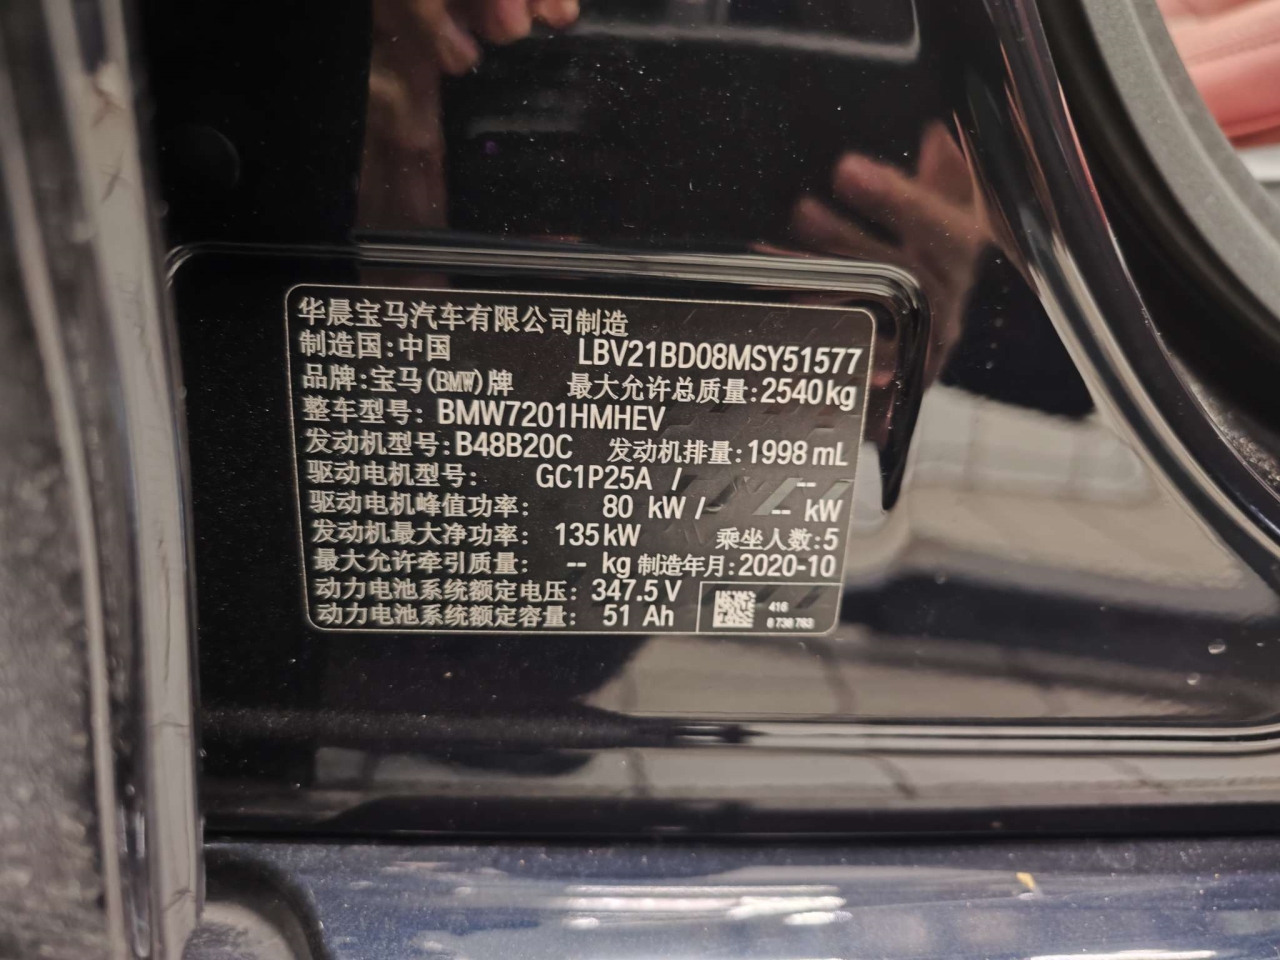 华晨宝马汽车有限公司制造
制造国:中国 LBV21BD08MSY51577
品牌:宝马(BMW)牌 最大允许总质量:2540kg
整车型号: BMW7201HMHEV
发动机型号:B48B20C 发动机排量:1998 mL
驱动电机型号: GC1P25A / --
驱动电机峰值功率: 80 kW / -- kW
发动机最大净功率: 135kW 乘坐人数:5
最大允许牵引质量: -- kg 制造年月:2020-10
动力电池系统额定电压: 347.5 V
动力电池系统额定容量: 51 Ah
416
8 738 763